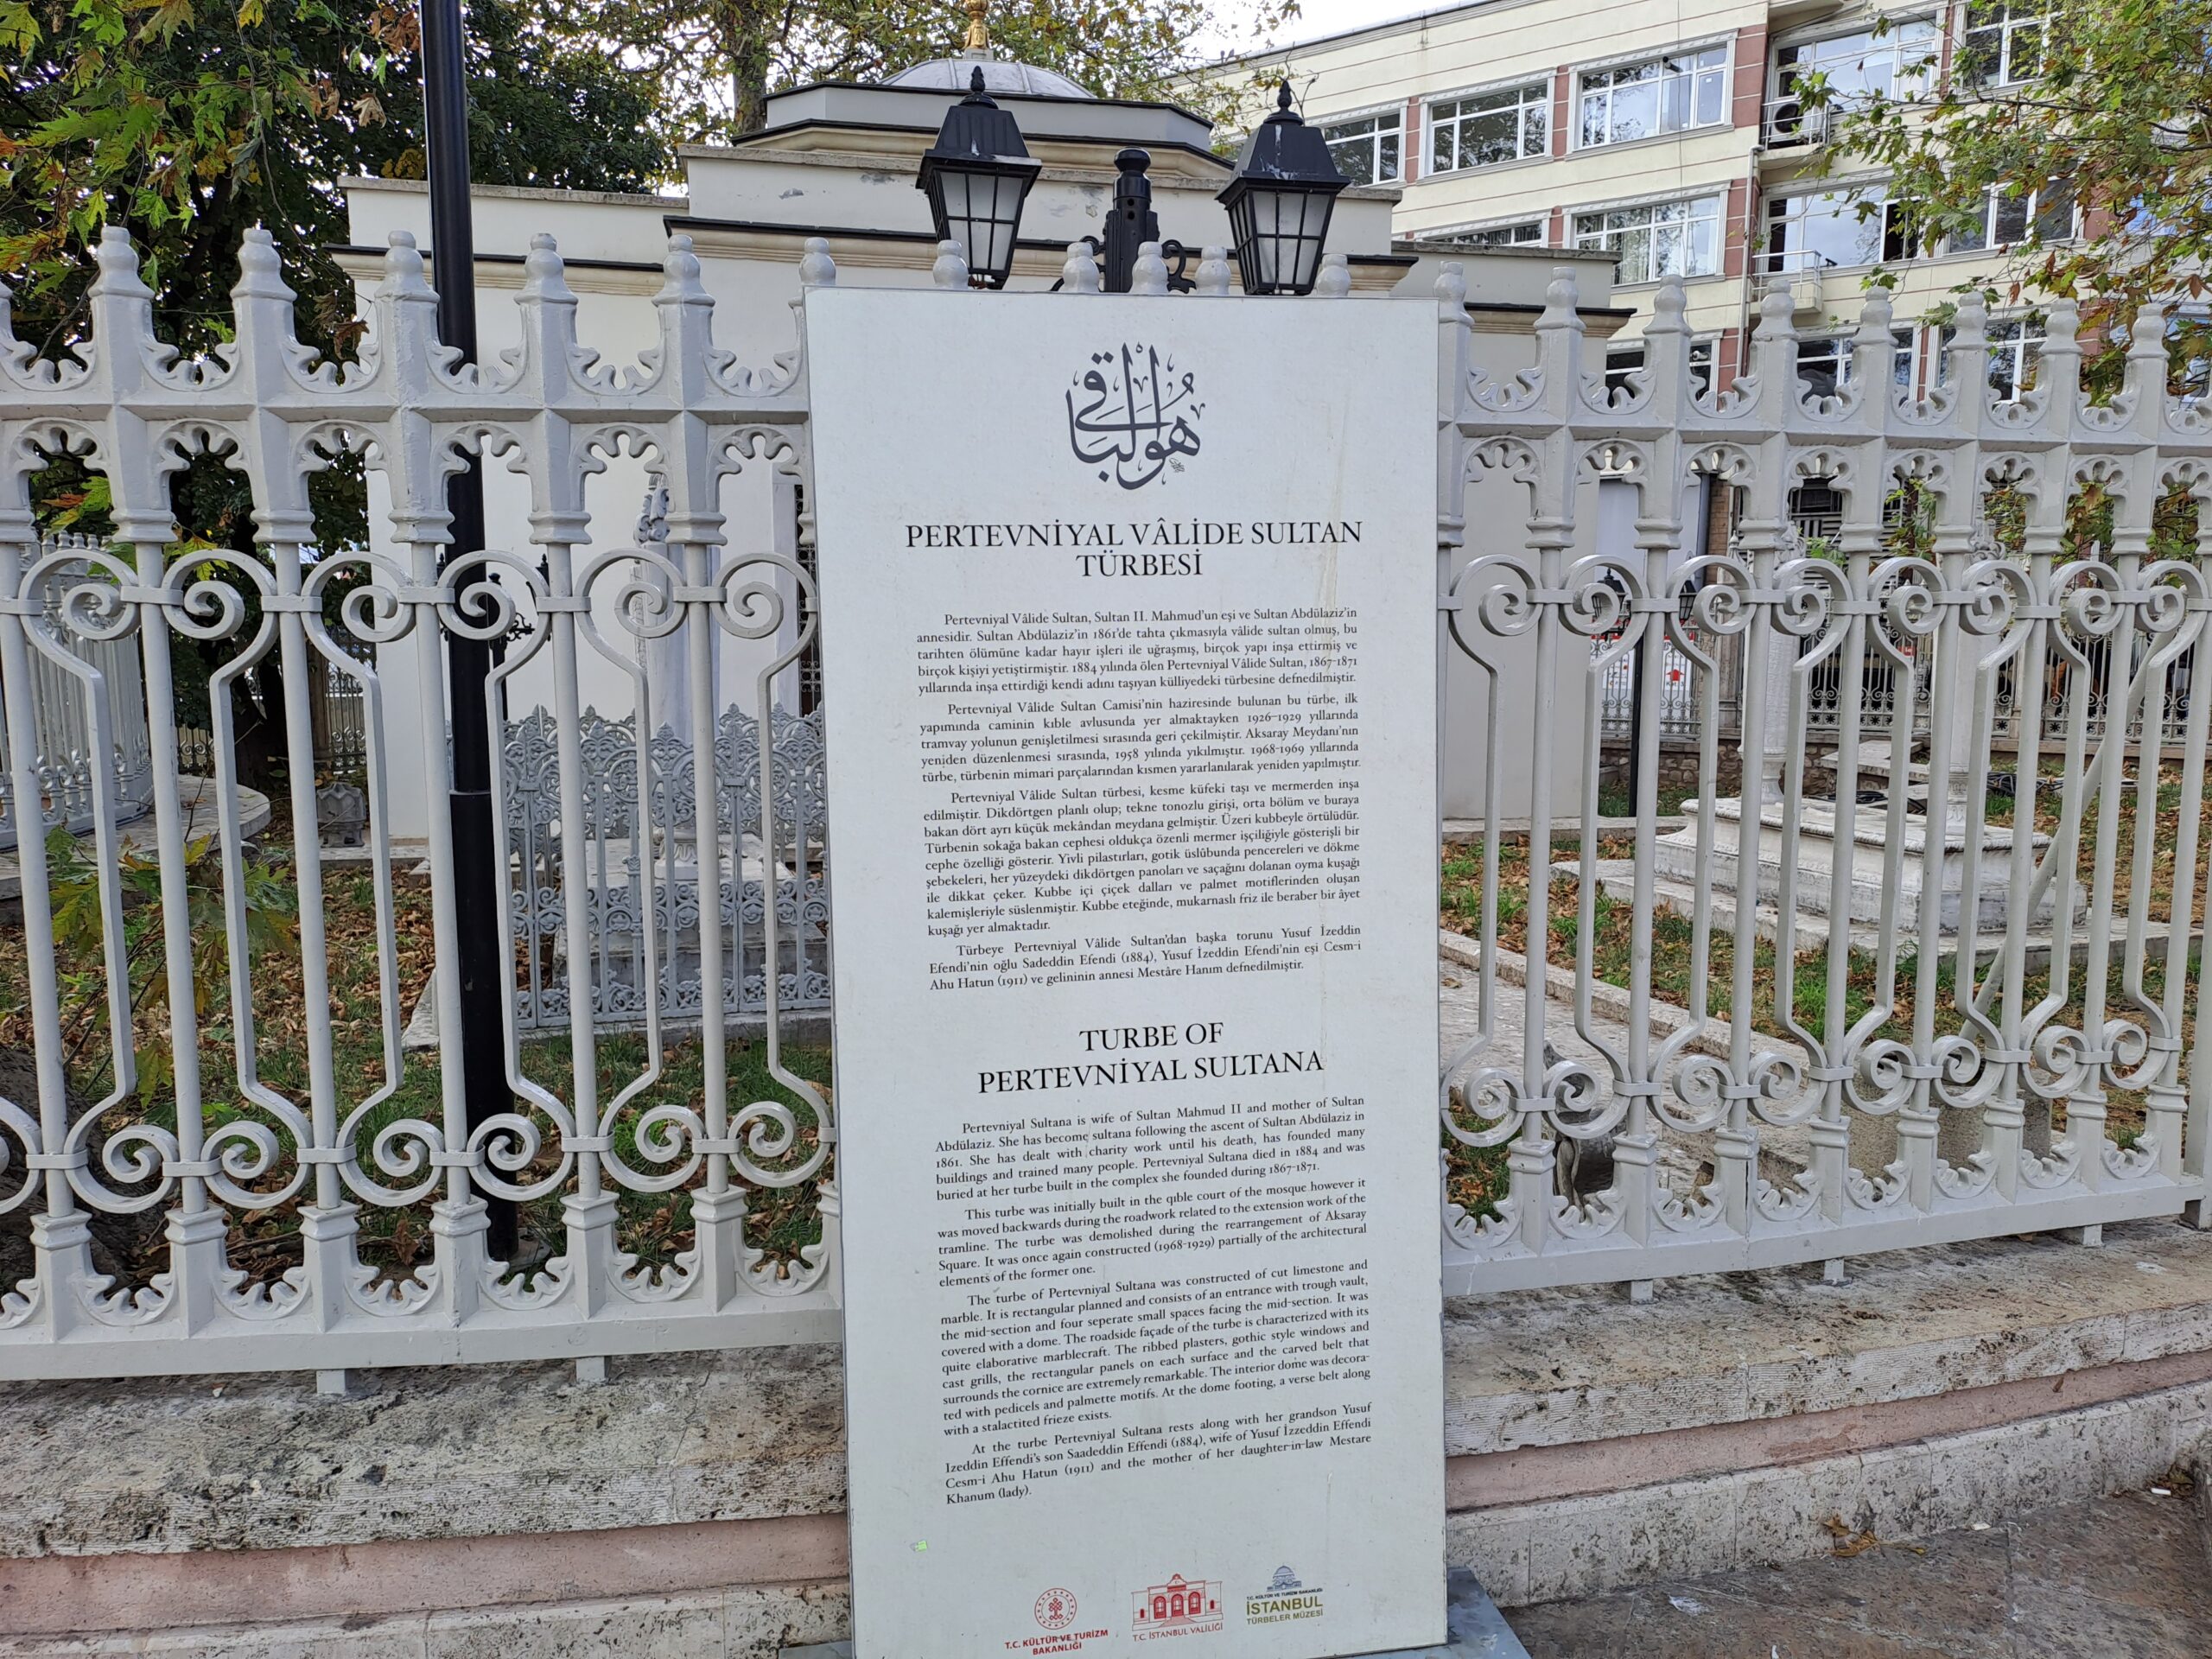 هوالباقى
PERTEVNİYAL VÂLİDE SULTAN
TÜRBESİ
Pertevniyal Vâlide Sultan, Sultan II. Mahmud'un eşi ve Sultan Abdülaziz'in
annesidir. Sultan Abdülaziz'in 1861'de tahta çıkmasıyla vâlide sultan olmuş, bu
tarihten ölümüne kadar hayır işleri ile uğraşmış, birçok yapı inşa ettirmiş ve
birçok kişiyi yetiştirmiştir. 1884 yılında ölen Pertevniyal Vâlide Sultan, 1867-1871
yıllarında inşa ettirdiği kendi adını taşıyan külliyedeki türbesine defnedilmiştir.
Pertevniyal Vâlide Sultan Camisi'nin haziresinde bulunan bu türbe, ilk
yapımında caminin kıble avlusunda yer almaktayken 1926-1929 yıllarında
tramvay yolunun genişletilmesi sırasında geri çekilmiştir. Aksaray Meydanı'nın
yeniden düzenlenmesi sırasında, 1958 yılında yıkılmıştır. 1968-1969 yıllarında
türbe, türbenin mimari parçalarından kısmen yararlanılarak yeniden yapılmıştır.
Pertevniyal Vâlide Sultan türbesi, kesme küfeki taşı ve mermerden inşa
edilmiştir. Dikdörtgen planlı olup; tekne tonozlu girişi, orta bölüm ve buraya
bakan dört ayrı küçük mekândan meydana gelmiştir. Üzeri kubbeyle örtülüdür.
Türbenin sokağa bakan cephesi oldukça özenli mermer işçiliğiyle gösterişli bir
cephe özelliği gösterir. Yivli pilastırları, gotik üslûbunda pencereleri ve dökme
şebekeleri, her yüzeydeki dikdörtgen panoları ve saçağını dolanan oyma kuşağı
ile dikkat çeker. Kubbe içi çiçek dalları ve palmet motiflerinden oluşan
kalemişleriyle süslenmiştir. Kubbe eteğinde, mukarnaslı friz ile beraber bir âyet
kuşağı yer almaktadır.
Türbeye Pertevniyal Vâlide Sultan'dan başka torunu Yusuf İzeddin
Efendi'nin oğlu Sadeddin Efendi (1884), Yusuf İzeddin Efendi'nin eşi Cesm-i
Ahu Hatun (1911) ve gelininin annesi Mestâre Hanım defnedilmiştir.
TURBE OF
PERTEVNİYAL SULTANA
Pertevniyal Sultana is wife of Sultan Mahmud II and mother of Sultan
Abdülaziz. She has become sultana following the ascent of Sultan Abdülaziz in
1861. She has dealt with charity work until his death, has founded many
buildings and trained many people. Pertevniyal Sultana died in 1884 and was
buried at her turbe built in the complex she founded during 1867-1871.
This turbe was initially built in the qible court of the mosque however it
was moved backwards during the roadwork related to the extension work of the
tramline. The turbe was demolished during the rearrangement of Aksaray
Square. It was once again constructed (1968-1929) partially of the architectural
elements of the former one.
The turbe of Pertevniyal Sultana was constructed of cut limestone and
marble. It is rectangular planned and consists of an entrance with trough vault,
the mid-section and four seperate small spaces facing the mid-section. It was
covered with a dome. The roadside façade of the turbe is characterized with its
quite elaborative marblecraft. The ribbed plasters, gothic style windows and
cast grills, the rectangular panels on each surface and the carved belt that
surrounds the cornice are extremely remarkable. The interior dome was decora-
ted with pedicels and palmette motifs. At the dome footing, a verse belt along
with a stalactited frieze exists.
At the turbe Pertevniyal Sultana rests along with her grandson Yusuf
Izeddin Effendi's son Saadeddin Effendi (1884), wife of Yusuf İzzeddin Effendi
Cesm-i Ahu Hatun (1911) and the mother of her daughter-in-law Mestare
Khanum (lady).
T.C. KÜLTÜR VE TURİZM
BAKANLIĞI
T.C. İSTANBUL VALİLİĞİ
T.C. KÜLTÜR VE TURİZM BAKANLIĞI
İSTANBUL
TÜRBELER MÜZESİ